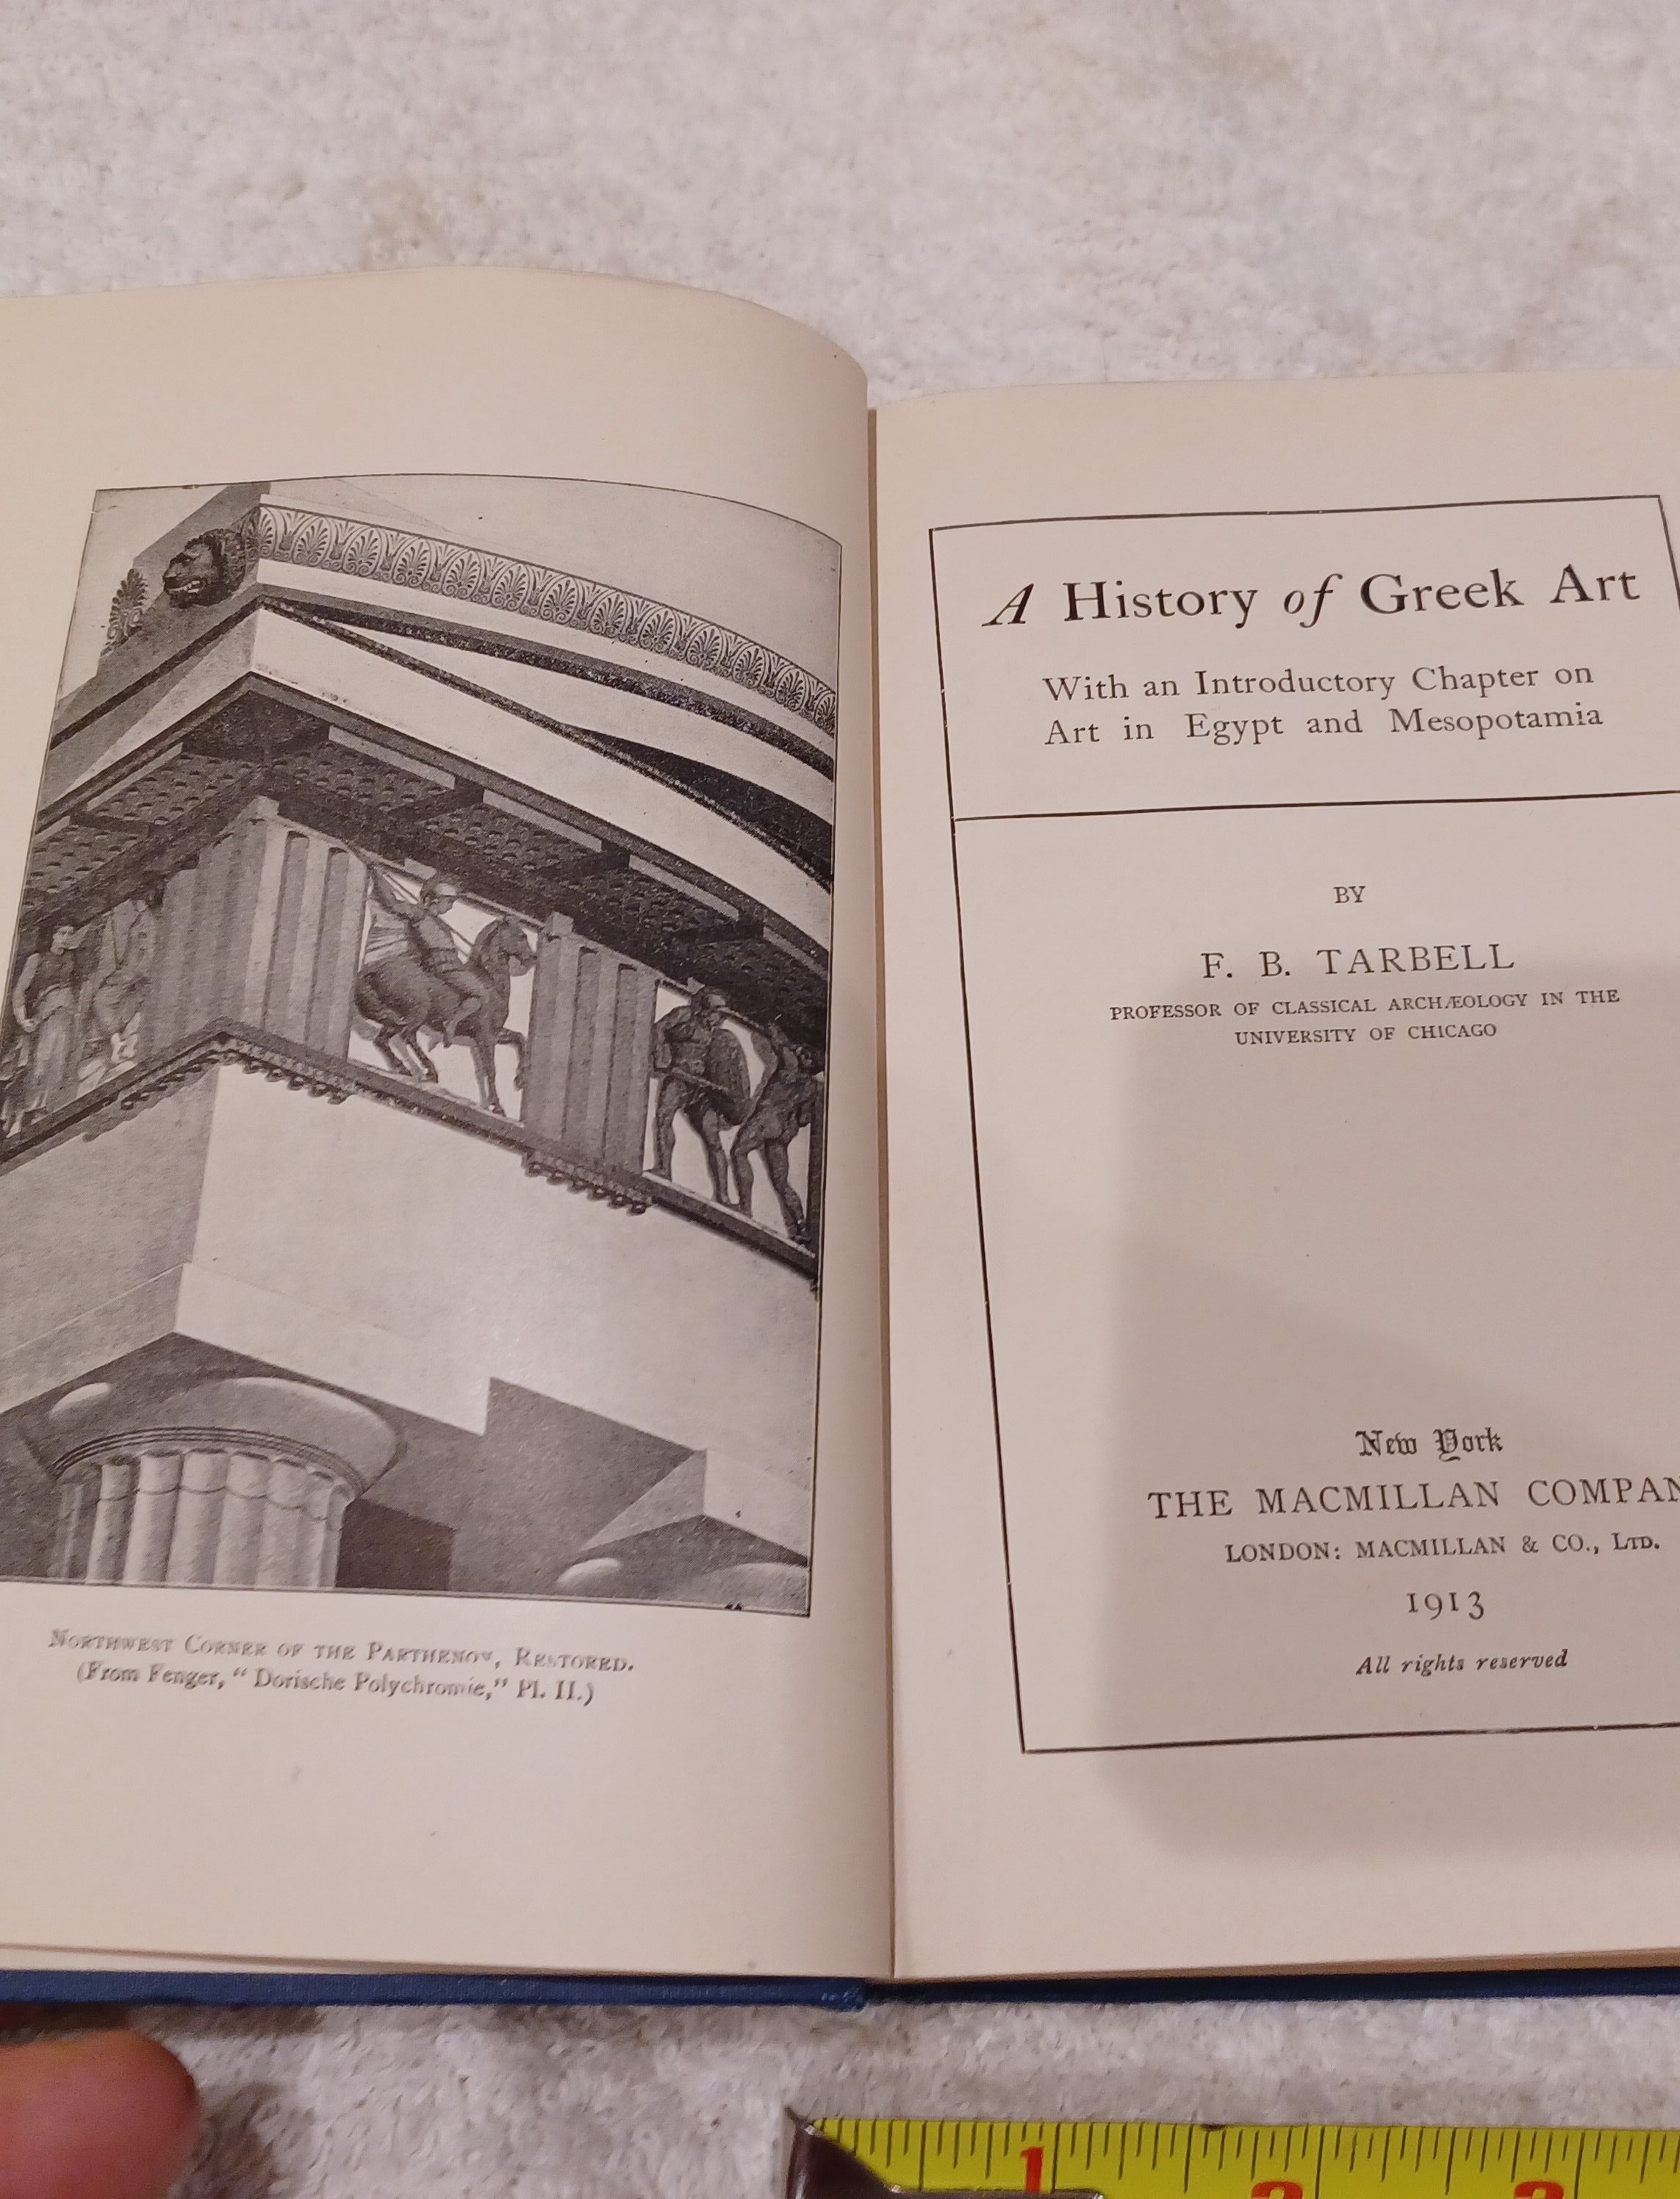 NORTHWEST CORNER OF THE PARTHENON, RESTORED.
(From Fenger, "Dorische Polychromie," Pl. II.)
A History of Greek Art
With an Introductory Chapter on
Art in Egypt and Mesopotamia
BY
F. B. TARBELL
PROFESSOR OF CLASSICAL ARCHÆOLOGY IN THE
UNIVERSITY OF CHICAGO
New York
THE MACMILLAN COMPAN
LONDON: MACMILLAN & CO., LTD.
1913
All rights reserved
1 2 3